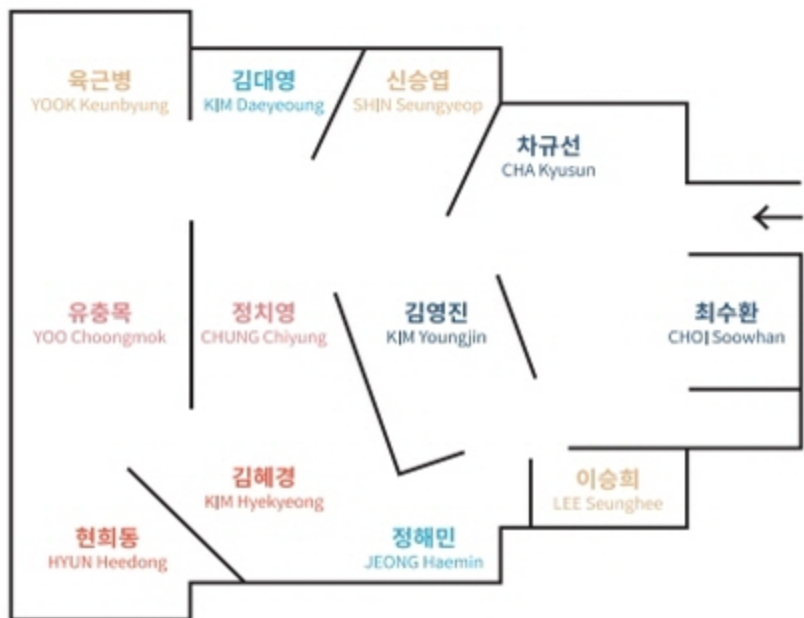 육근병
YOOK Keunbyung
김대영
KIM Daeyeoung
신승엽
SHIN Seungyeop
차규선
CHA Kyusun
유충목
YOO Choongmok
정치영
CHUNG Chiyung
김영진
KIM Youngjin
최수환
CHOI Soowhan
김혜경
KIM Hyekyeong
이승희
LEE Seunghee
현희동
HYUN Heedong
정해민
JEONG Haemin